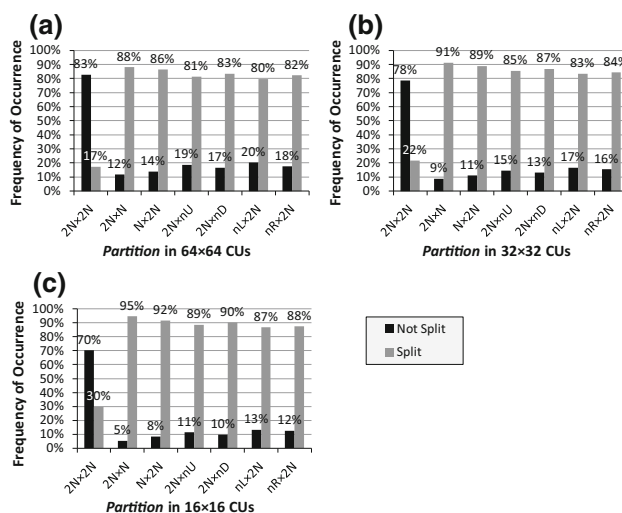 (a)
Frequency of Occurrence
100%
90%
80%
70%
60%
50%
40%
30%
20%
10%
0%
83% 17% 12% 88% 14% 86% 19% 81% 17% 83% 20% 80% 18% 82%
2N×2N 2N×N N×2N 2N×nU 2N×nD nL×2N nR×2N
Partition in 64×64 CUs
(b)
Frequency of Occurrence
100%
90%
80%
70%
60%
50%
40%
30%
20%
10%
0%
78% 22% 9% 91% 11% 89% 15% 85% 13% 87% 17% 83% 16% 84%
2N×2N 2N×N N×2N 2N×nU 2N×nD nL×2N nR×2N
Partition in 32×32 CUs
(c)
Frequency of Occurrence
100%
90%
80%
70%
60%
50%
40%
30%
20%
10%
0%
70% 30% 5% 95% 8% 92% 11% 89% 10% 90% 13% 87% 12% 88%
2N×2N 2N×N N×2N 2N×nU 2N×nD nL×2N nR×2N
Partition in 16×16 CUs
Not Split
Split